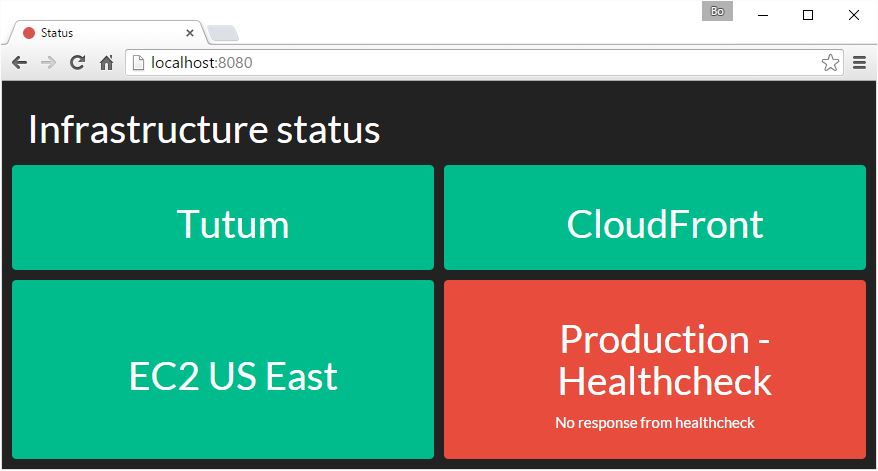 Bo
Status
localhost:8080
Infrastructure status
Tutum
CloudFront
EC2 US East
Production -
Healthcheck
No response from healthcheck